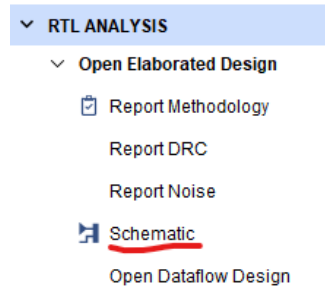 RTL ANALYSIS
Open Elaborated Design
Report Methodology
Report DRC
Report Noise
Schematic
Open Dataflow Design